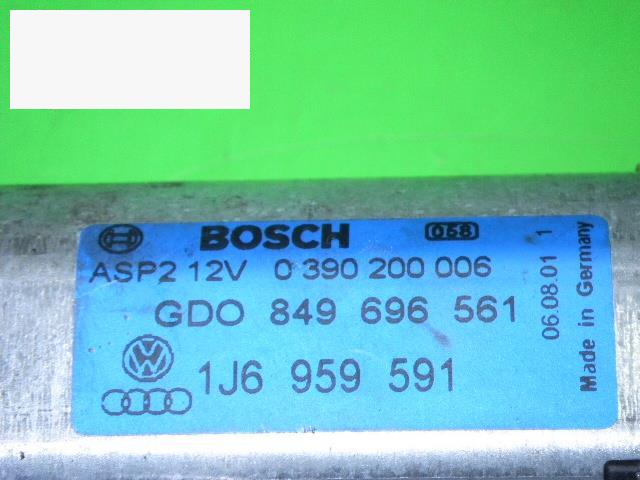 BOSCH 058
ASP2 12V 0 390 200 006
GDO 849 696 561
VW
1J6 959 591
06.08.01 1
Made in Germany